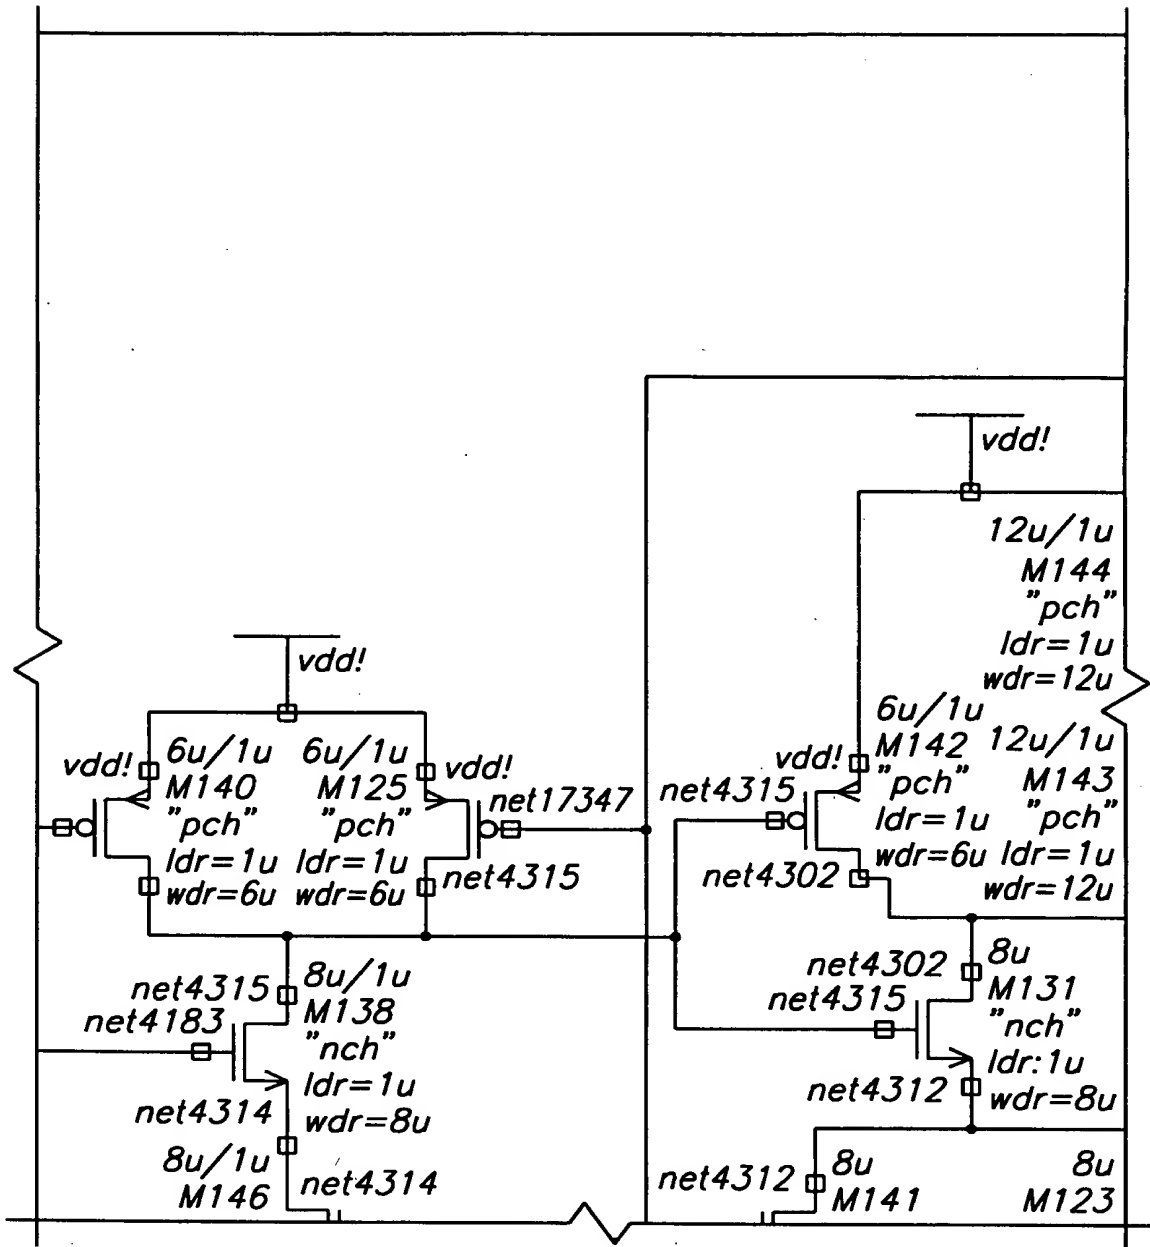 vdd!
12u/1u
M144
"pch"
ldr=1u
wdr=12u
vdd!
vdd!
6u/1u
M140
"pch"
ldr=1u
wdr=6u
6u/1u
M125
"pch"
ldr=1u
wdr=6u
vdd!
net17347
net4315
vdd!
net4315
6u/1u
M142
"pch"
ldr=1u
wdr=6u
net4302
12u/1u
M143
"pch"
ldr=1u
wdr=12u
net4315
net4183
8u/1u
M138
"nch"
ldr=1u
wdr=8u
net4314
8u/1u
M146
net4314
net4302
net4315
8u
M131
"nch"
ldr:1u
wdr=8u
net4312
net4312
8u
M141
8u
M123